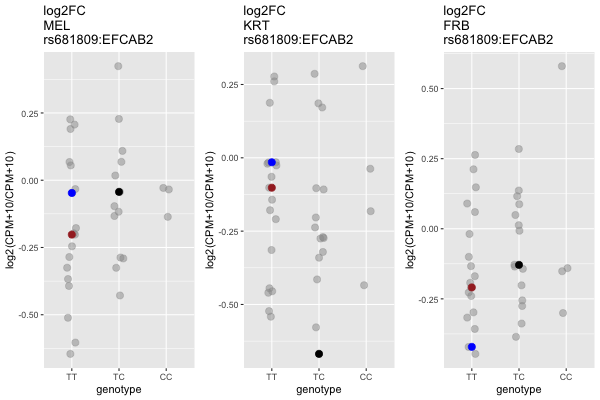 log2FC
MEL
rs681809:EFCAB2
log2(CPM+10/CPM+10)
0.25
0.00
-0.25
-0.50
TT
TC
CC
genotype
log2FC
KRT
rs681809:EFCAB2
log2(CPM+10/CPM+10)
0.25
0.00
-0.25
-0.50
TT
TC
CC
genotype
log2FC
FRB
rs681809:EFCAB2
log2(CPM+10/CPM+10)
0.50
0.25
0.00
-0.25
TT
TC
CC
genotype